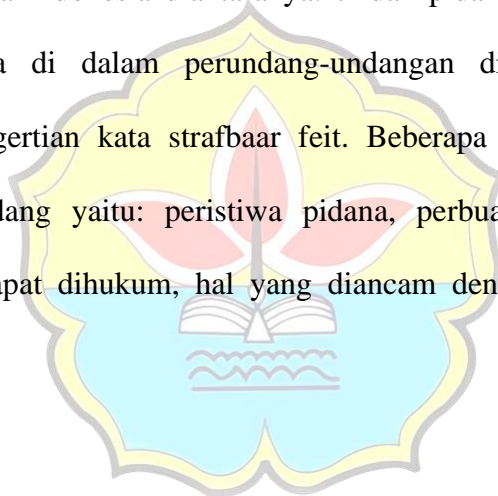 a di dalam perundang-undangan di
gertian kata strafbaar feit. Beberapa
dang yaitu: peristiwa pidana, perbua
apat dihukum, hal yang diancam den